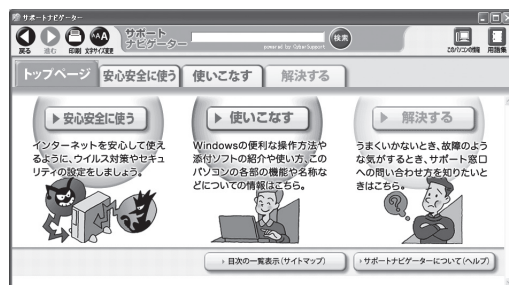 サポートナビゲーター
戻る 進む 印刷 文字サイズ変更 サポートナビゲーター powered by CyberSupport 検索 このパソコンの情報 用語集
トップページ 安心安全に使う 使いこなす 解決する
安心安全に使う
インターネットを安心して使え
るように、ウイルス対策やセキュ
リティの設定をしましょう。
使いこなす
Windowsの便利な操作方法や
添付ソフトの紹介や使い方、この
パソコンの各部の機能や名称な
どについての情報はこちら。
解決する
うまくいかないとき、故障のよう
な気がするとき、サポート窓口
への問い合わせ方を知りたいと
きはこちら。
目次の一覧表示(サイトマップ) サポートナビゲーターについて(ヘルプ)